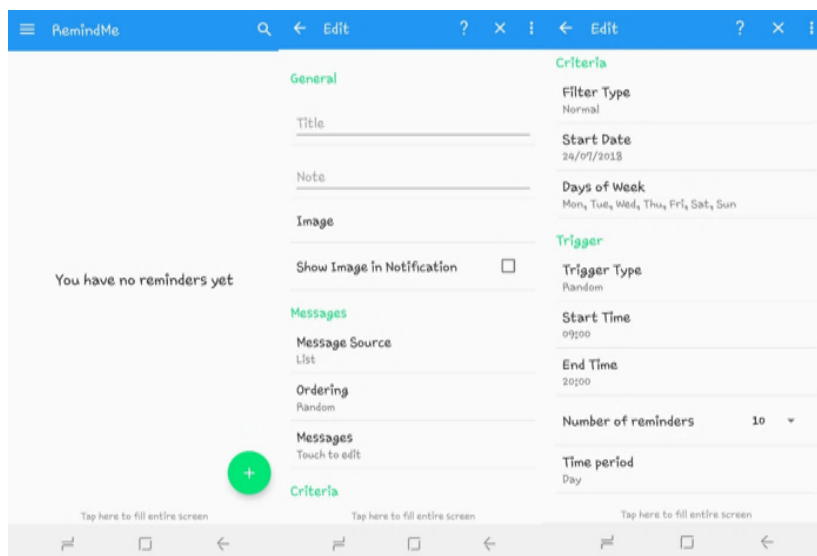 RemindMe
You have no reminders yet
+
Tap here to fill entire screen
Edit ?
General
Title
Note
Image
Show Image in Notification
Messages
Message Source
List
Ordering
Random
Messages
Touch to edit
Criteria
Tap here to fill entire screen
Edit ?
Criteria
Filter Type
Normal
Start Date
24/07/2018
Days of Week
Mon, Tue, Wed, Thu, Fri, Sat, Sun
Trigger
Trigger Type
Random
Start Time
09:00
End Time
20:00
Number of reminders 10
Time period
Day
Tap here to fill entire screen